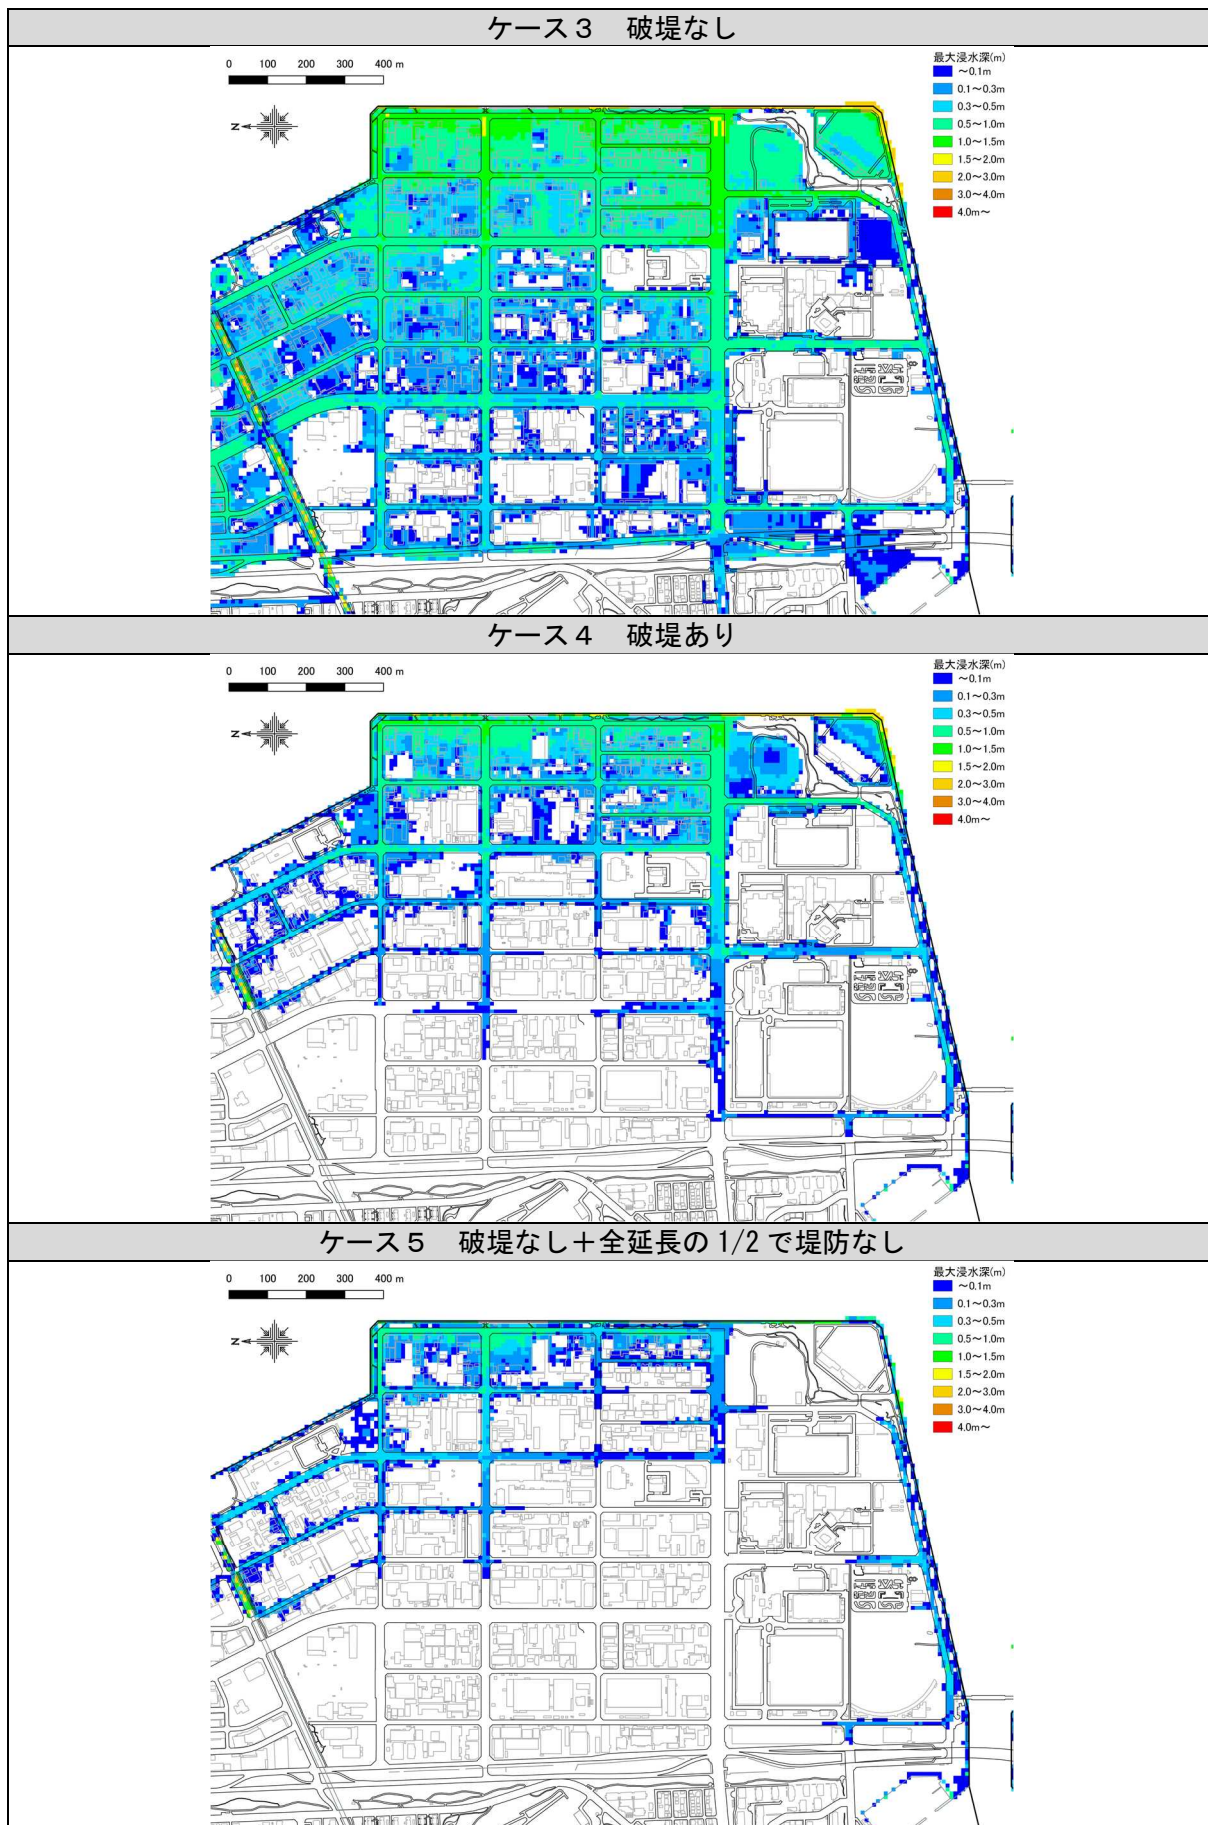 ケース３　破堤なし
0 100 200 300 400 m
N
最大浸水深(m)
～0.1m
0.1～0.3m
0.3～0.5m
0.5～1.0m
1.0～1.5m
1.5～2.0m
2.0～3.0m
3.0～4.0m
4.0m～
ケース４　破堤あり
0 100 200 300 400 m
N
最大浸水深(m)
～0.1m
0.1～0.3m
0.3～0.5m
0.5～1.0m
1.0～1.5m
1.5～2.0m
2.0～3.0m
3.0～4.0m
4.0m～
ケース５　破堤なし＋全延長の 1/2 で堤防なし
0 100 200 300 400 m
N
最大浸水深(m)
～0.1m
0.1～0.3m
0.3～0.5m
0.5～1.0m
1.0～1.5m
1.5～2.0m
2.0～3.0m
3.0～4.0m
4.0m～